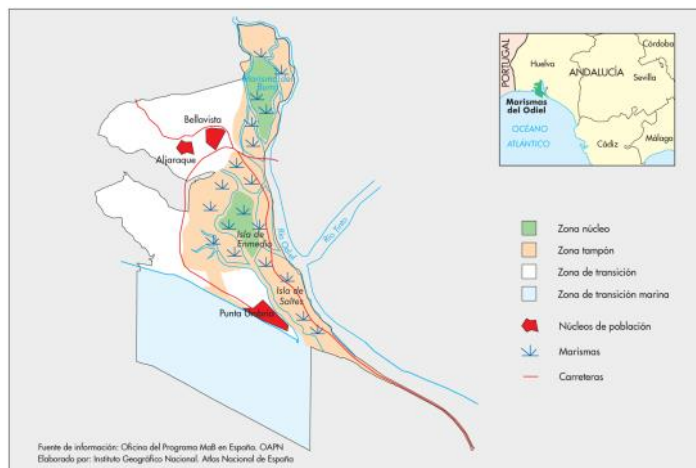 Marisma del
Burro
Bellavista
Aljaraque
Isla de
Enmedio
Río Odiel
Río Tinto
Isla de
Saltés
Punta Umbría
PORTUGAL
Huelva
Córdoba
ANDALUCÍA
Sevilla
Marismas
del Odiel
OCÉANO
ATLÁNTICO
Cádiz
Málaga
Zona núcleo
Zona tampón
Zona de transición
Zona de transición marina
Núcleos de población
Marismas
Carreteras
Fuente de información: Oficina del Programa MaB en España. OAPN
Elaborado por: Instituto Geográfico Nacional. Atlas Nacional de España